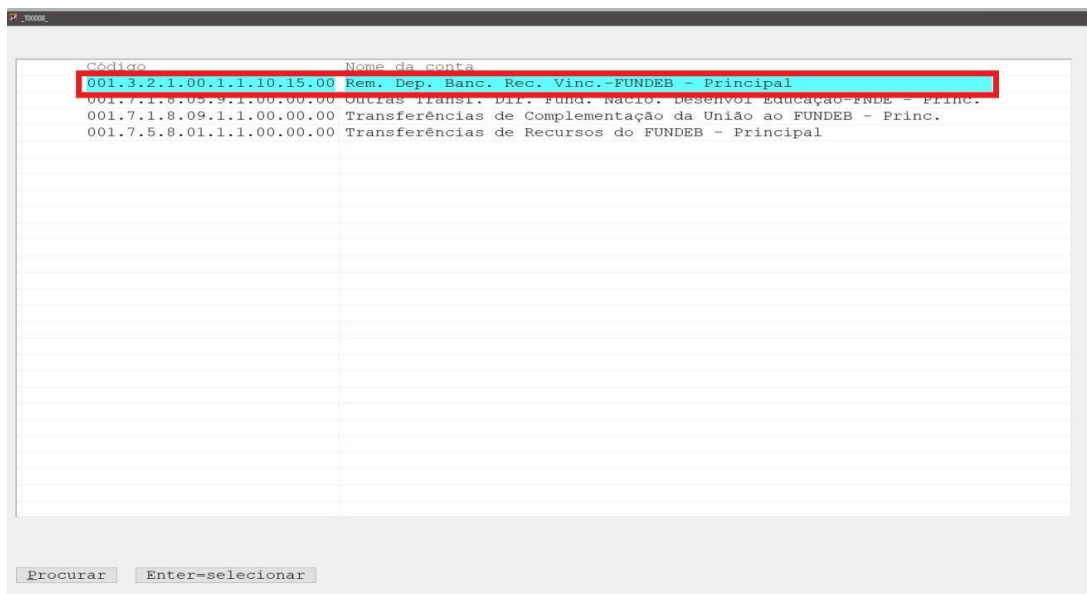 _T00008_
Código Nome da conta
001.3.2.1.00.1.1.10.15.00 Rem. Dep. Banc. Rec. Vinc.-FUNDEB - Principal
001.7.1.8.05.9.1.00.00.00 Outras Transf. Dir. Fund. Nacio. Desenvol Educação-FNDE - Princ.
001.7.1.8.09.1.1.00.00.00 Transferências de Complementação da União ao FUNDEB - Princ.
001.7.5.8.01.1.1.00.00.00 Transferências de Recursos do FUNDEB - Principal
Procurar Enter=selecionar